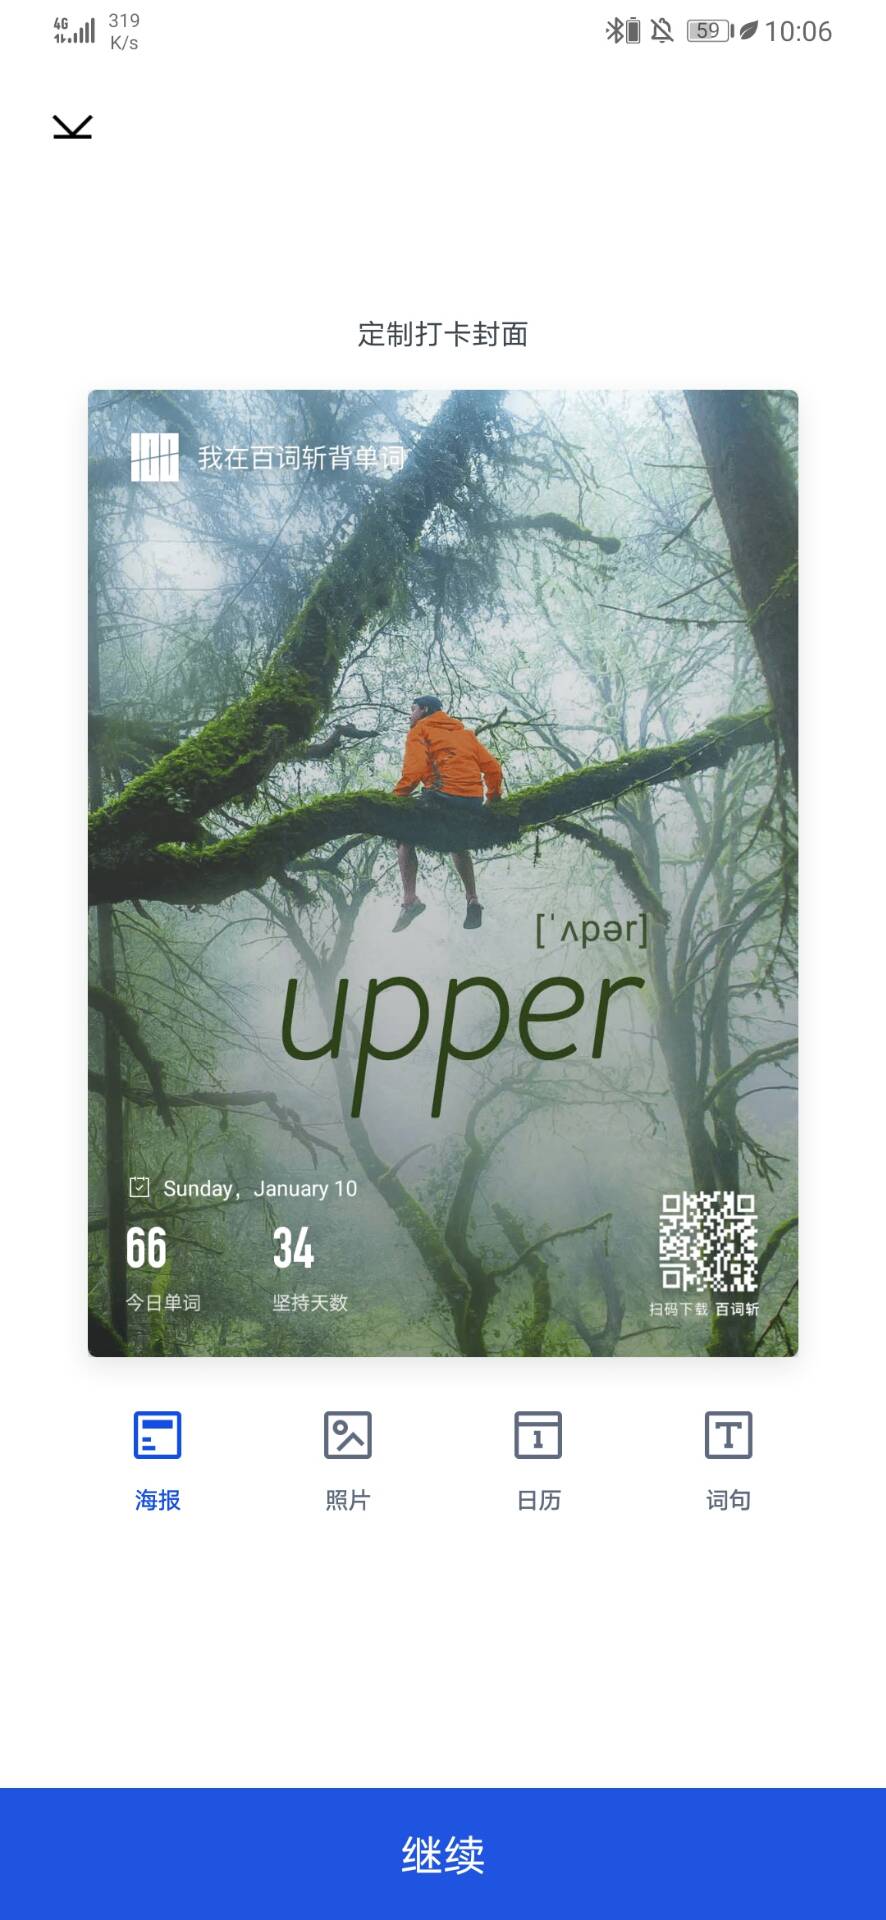 4G 319 K/s 59 10:06
定制打卡封面
100 我在百词斩背单词
[ˈʌpər]
upper
Sunday，January 10
66 34
今日单词 坚持天数
扫码下载 百词斩
海报 照片 日历 词句
继续